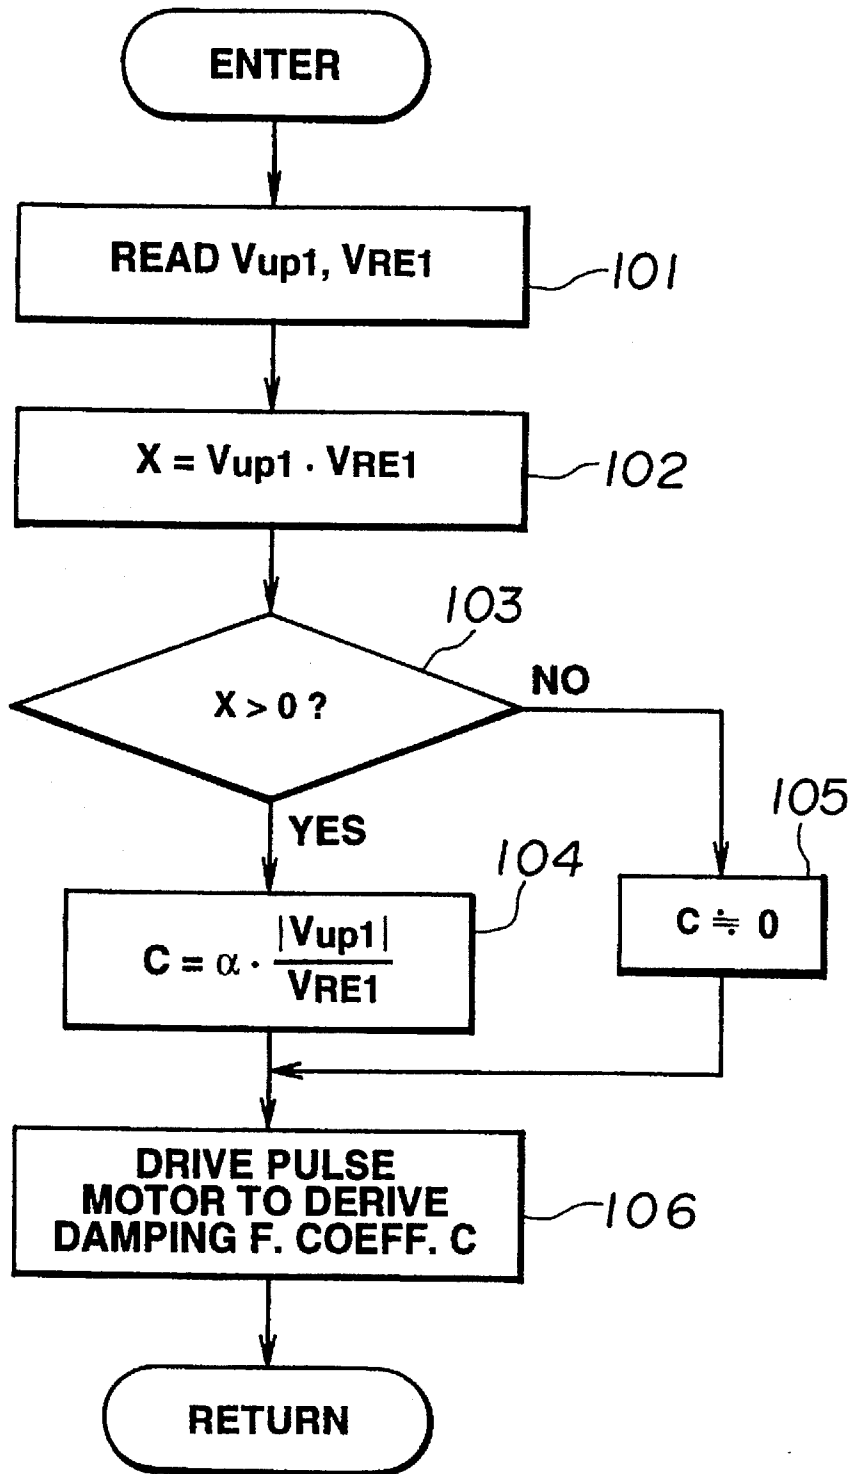 ENTER
READ Vup1, VRE1
101
X = Vup1 · VRE1
102
103
X > 0 ?
NO
YES
104
105
C = α · |Vup1| / VRE1
C ≒ 0
DRIVE PULSE
MOTOR TO DERIVE
DAMPING F. COEFF. C
106
RETURN